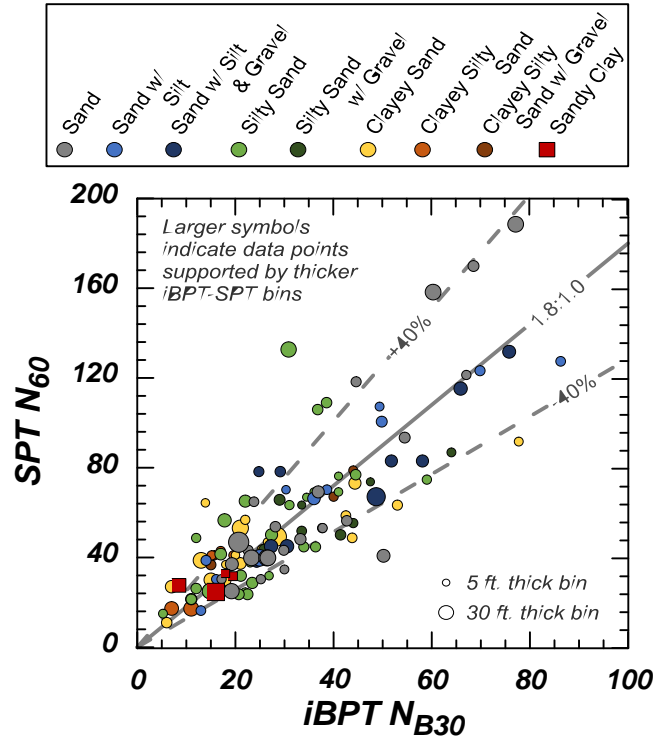 Sand
Sand w/
Silt
Sand w/ Silt
& Gravel
Silty Sand
Silty Sand
w/ Gravel
Clayey Sand
Clayey Silty
Sand
Clayey Silty
Sand w/ Gravel
Sandy Clay
200
160
120
80
40
0
SPT N60
Larger symbols
indicate data points
supported by thicker
iBPT-SPT bins
+40%
1.8:1.0
-40%
5 ft. thick bin
30 ft. thick bin
0 20 40 60 80 100
iBPT NB30